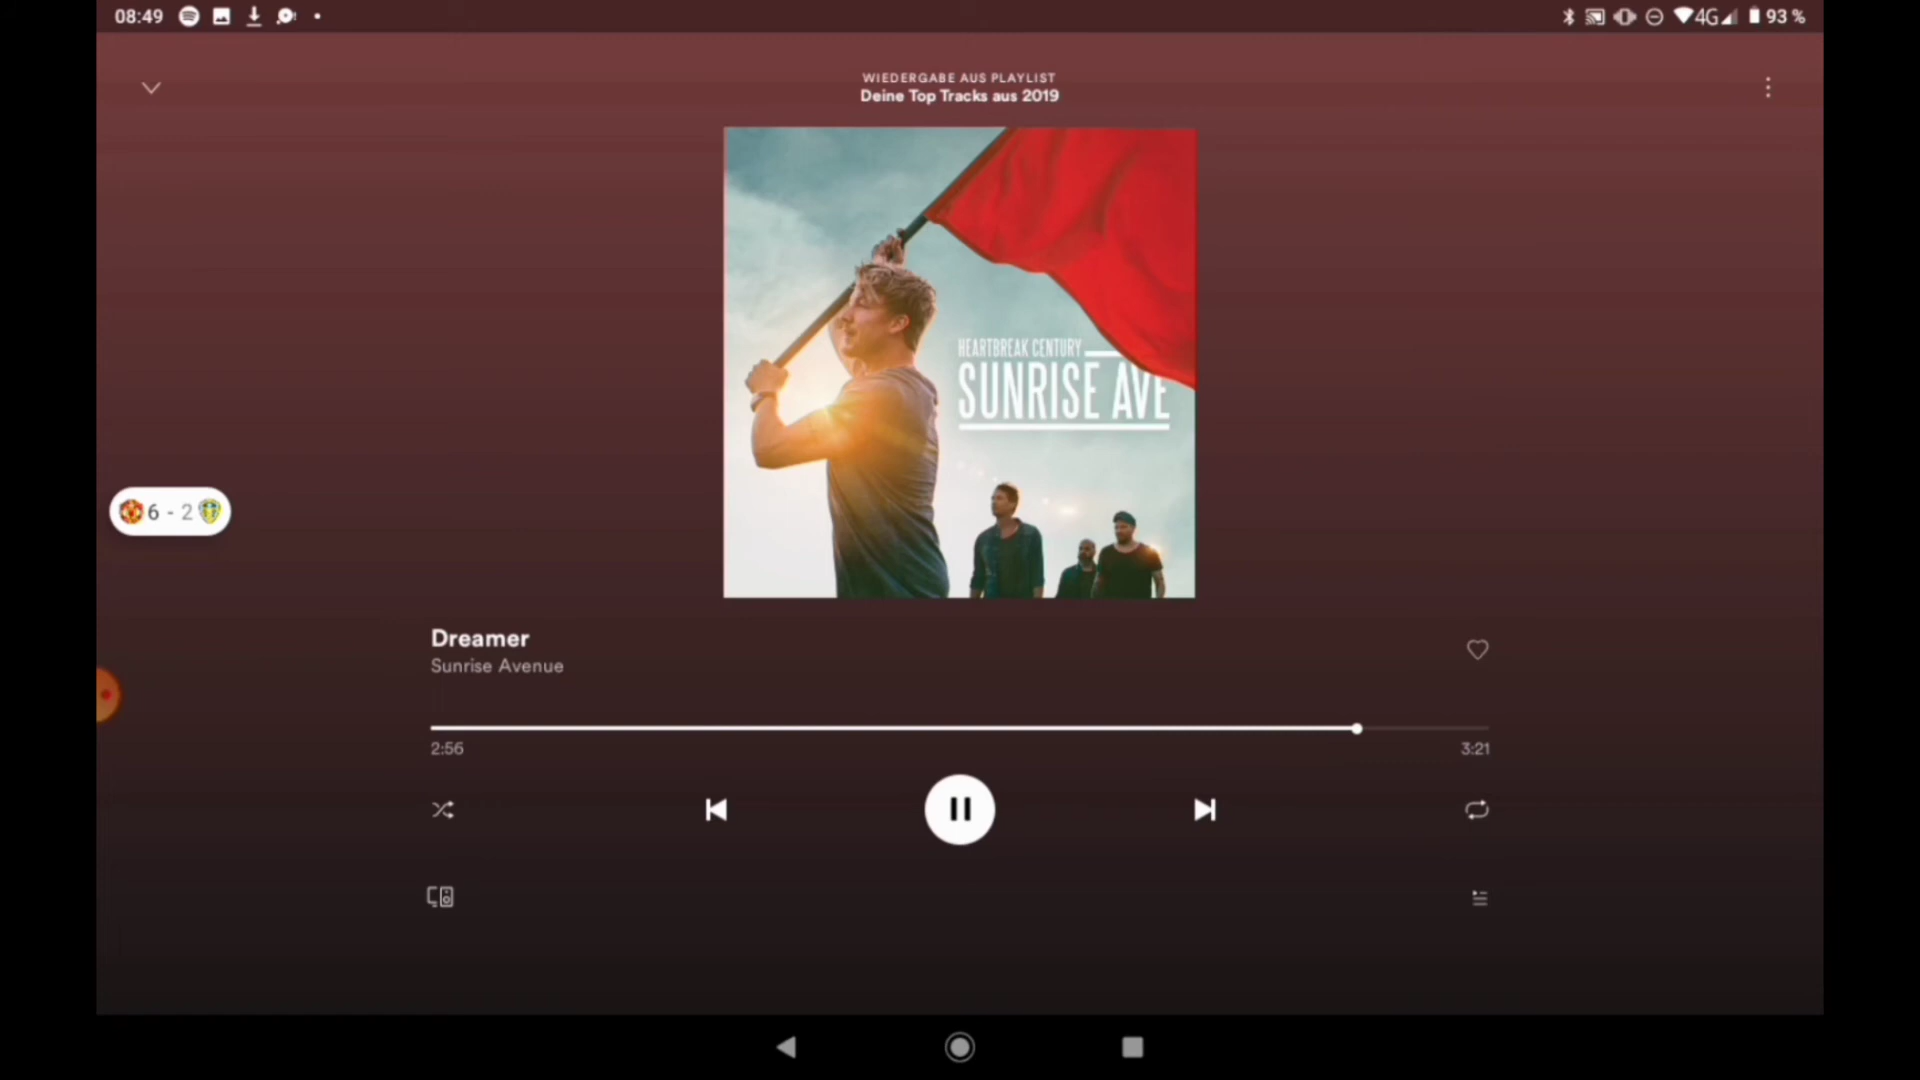 08:49
4G
93 %
WIEDERGABE AUS PLAYLIST
Deine Top Tracks aus 2019
HEARTBREAK CENTURY
SUNRISE AVE
6 - 2
Dreamer
Sunrise Avenue
2:56
3:21